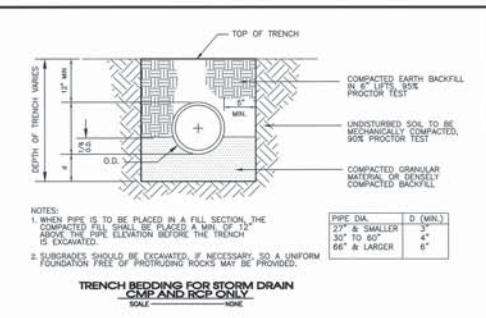 TOP OF TRENCH
DEPTH OF TRENCH VARIES
12" MIN
COMPACTED EARTH BACKFILL
IN 6" LIFTS, 95%
PROCTOR TEST
6"
MIN.
UNDISTURBED SOIL TO BE
MECHANICALLY COMPACTED,
90% PROCTOR TEST
1/6
O.D.
O.D.
COMPACTED GRANULAR
MATERIAL OR DENSELY
COMPACTED BACKFILL
NOTES:
1. WHEN PIPE IS TO BE PLACED IN A FILL SECTION, THE
COMPACTED FILL SHALL BE PLACED A MIN. OF 12"
ABOVE THE PIPE ELEVATION BEFORE THE TRENCH
IS EXCAVATED.
2. SUBGRADES SHOULD BE EXCAVATED, IF NECESSARY, SO A UNIFORM
FOUNDATION FREE OF PROTRUDING ROCKS MAY BE PROVIDED.
PIPE DIA. D (MIN.)
27" & SMALLER 3"
30" TO 60" 4"
66" & LARGER 6"
TRENCH BEDDING FOR STORM DRAIN
CMP AND RCP ONLY
SCALE NONE